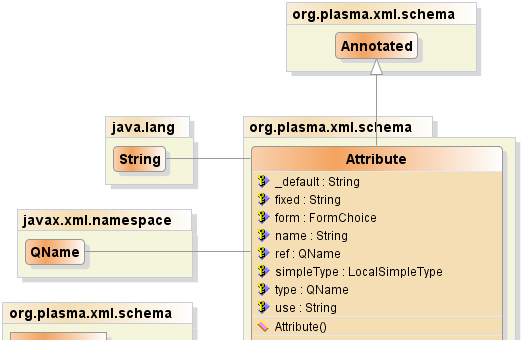 org.plasma.xml.schema
Annotated
java.lang
String
org.plasma.xml.schema
Attribute
_default : String
fixed : String
form : FormChoice
name : String
ref : QName
simpleType : LocalSimpleType
type : QName
use : String
Attribute()
javax.xml.namespace
QName
org.plasma.xml.schema